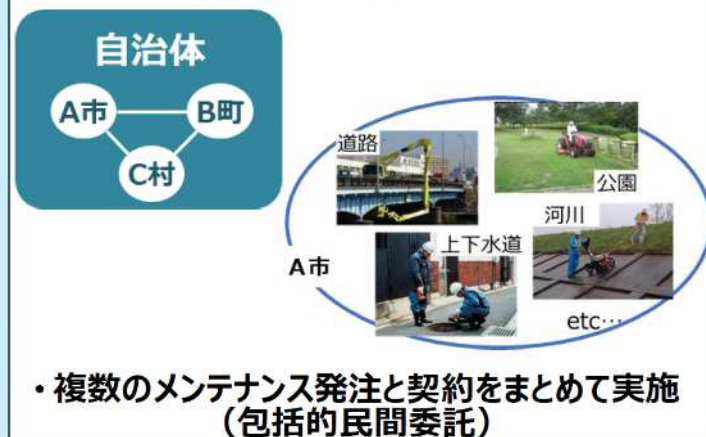 自治体
A市
B町
C村
道路
公園
河川
上下水道
A市
etc…
・複数のメンテナンス発注と契約をまとめて実施
（包括的民間委託）